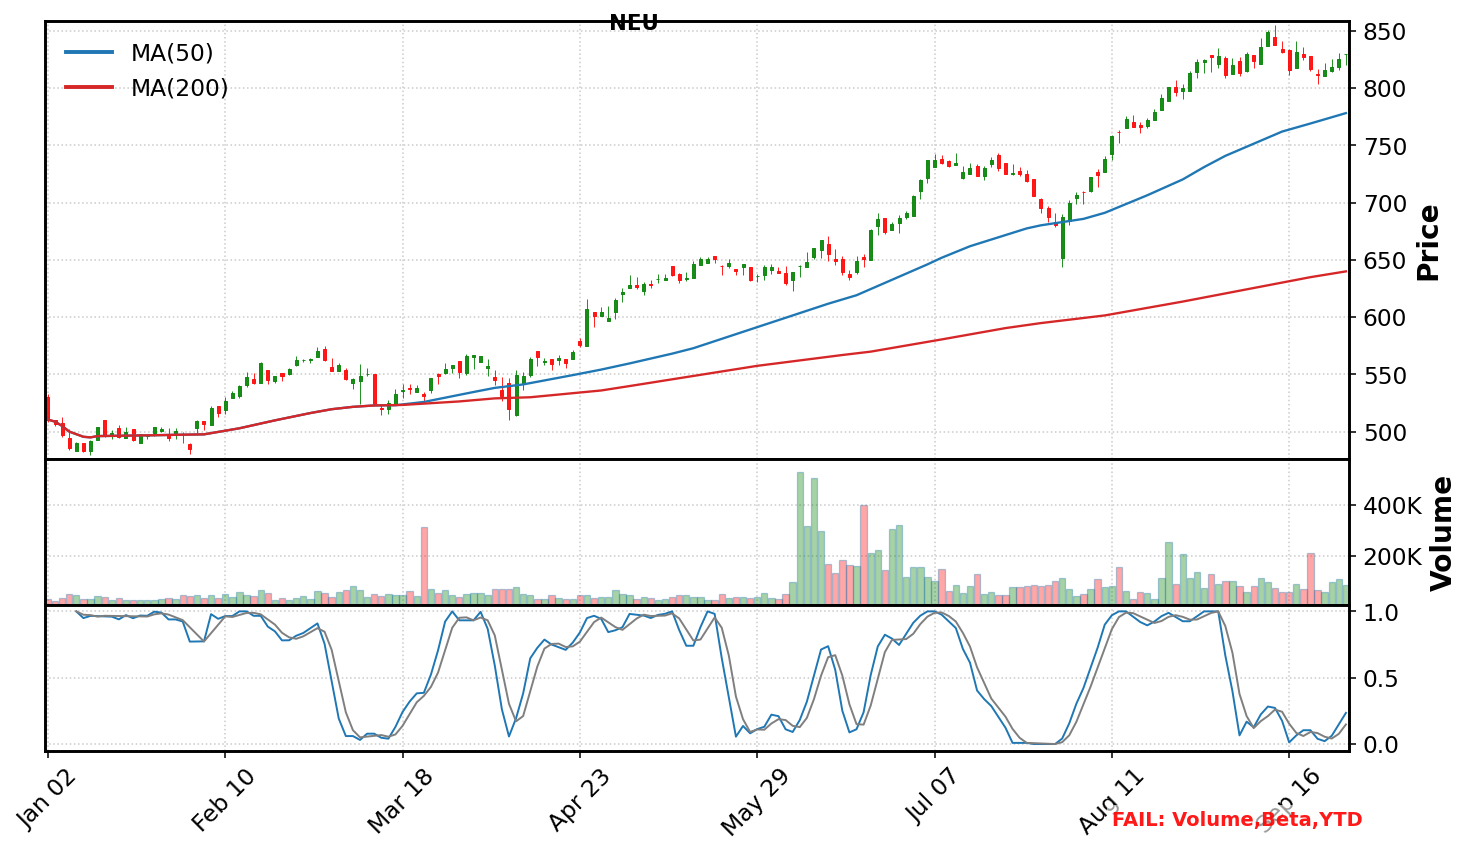 NEU
MA(50)
MA(200)
850
800
750
700
650
600
550
500
Price
400K
200K
Volume
1.0
0.5
0.0
Jan 02
Feb 10
Mar 18
Apr 23
May 29
Jul 07
Aug 11
Sep 16
FAIL: Volume,Beta,YTD